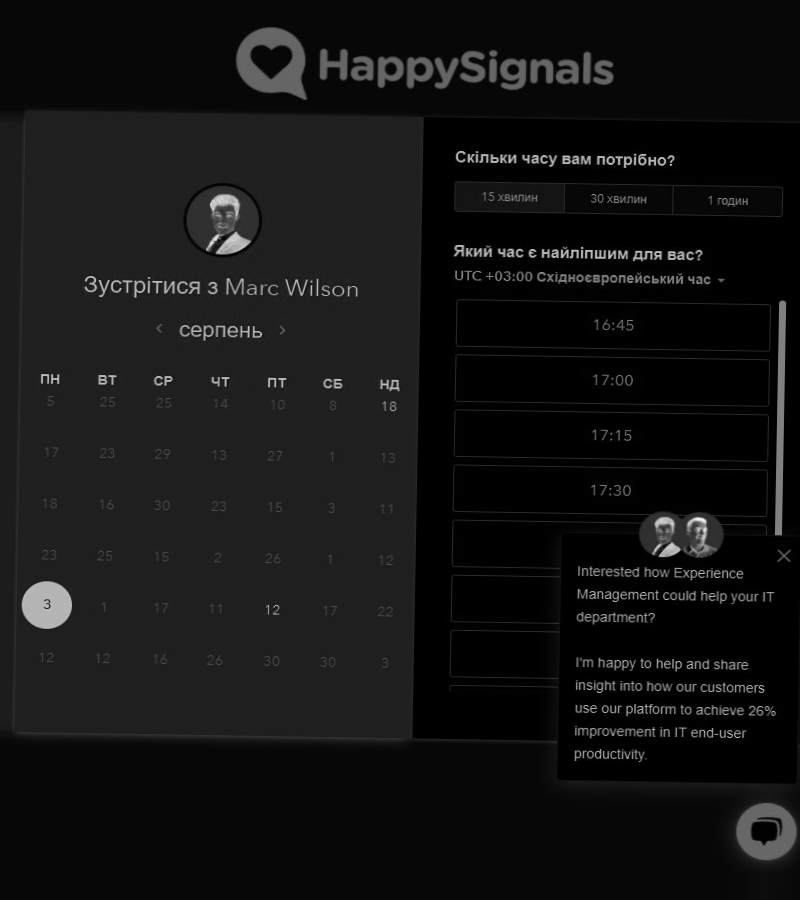 HappySignals
Зустрітися з Marc Wilson
серпень
ПН ВТ СР ЧТ ПТ СБ НД
5 25 25 14 10 8 18
17 23 29 13 27 1 13
18 16 30 23 15 3 11
23 25 15 2 26 1 12
3 1 17 11 12 17 22
12 12 16 26 30 30 3
Скільки часу вам потрібно?
15 хвилин 30 хвилин 1 годин
Який час є найліпшим для вас?
UTC +03:00 Східноєвропейський час
16:45
17:00
17:15
17:30
Interested how Experience
Management could help your IT
department?
I'm happy to help and share
insight into how our customers
use our platform to achieve 26%
improvement in IT end-user
productivity.